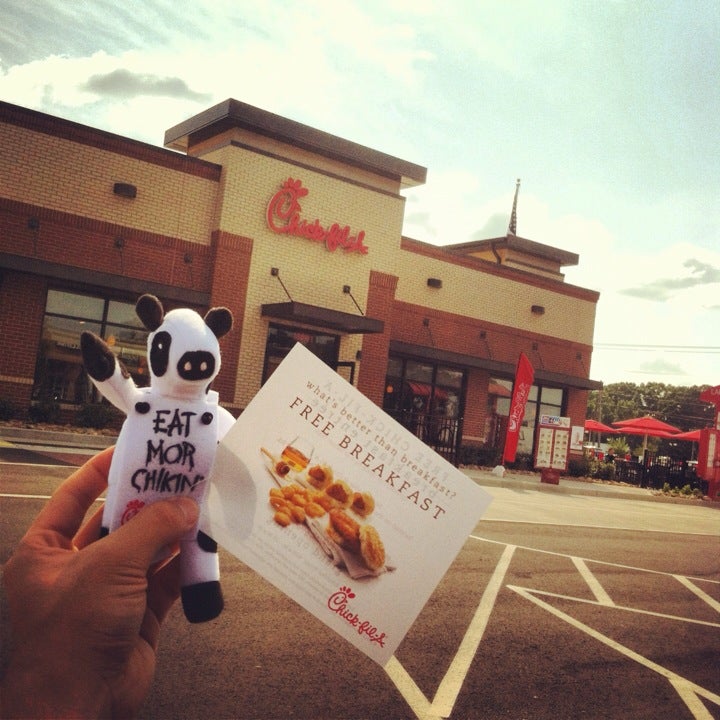 Chick-fil-A
EAT
MOR
CHIKIN
what's better than breakfast?
FREE BREAKFAST
Chick-fil-A